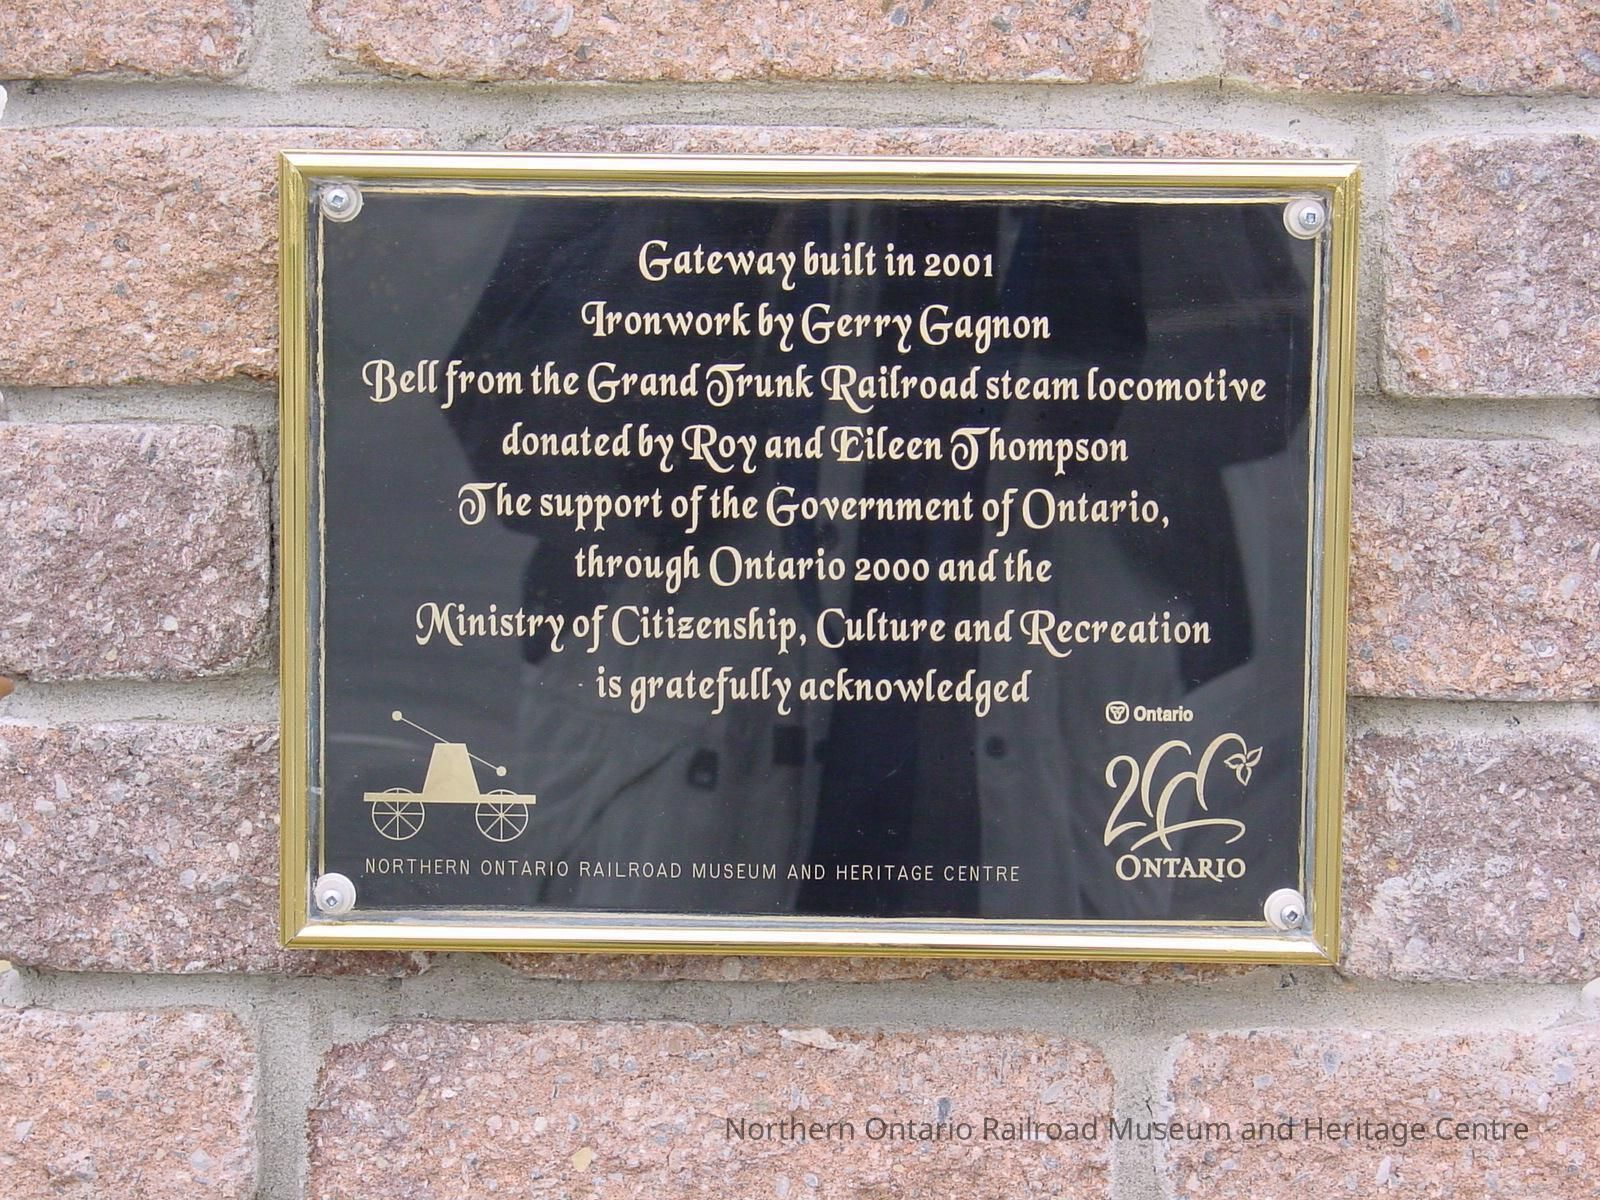 Gateway built in 2001
Ironwork by Gerry Gagnon
Bell from the Grand Trunk Railroad steam locomotive
donated by Roy and Eileen Thompson
The support of the Government of Ontario,
through Ontario 2000 and the
Ministry of Citizenship, Culture and Recreation
is gratefully acknowledged
Ontario
2000
ONTARIO
NORTHERN ONTARIO RAILROAD MUSEUM AND HERITAGE CENTRE
Northern Ontario Railroad Museum and Heritage Centre